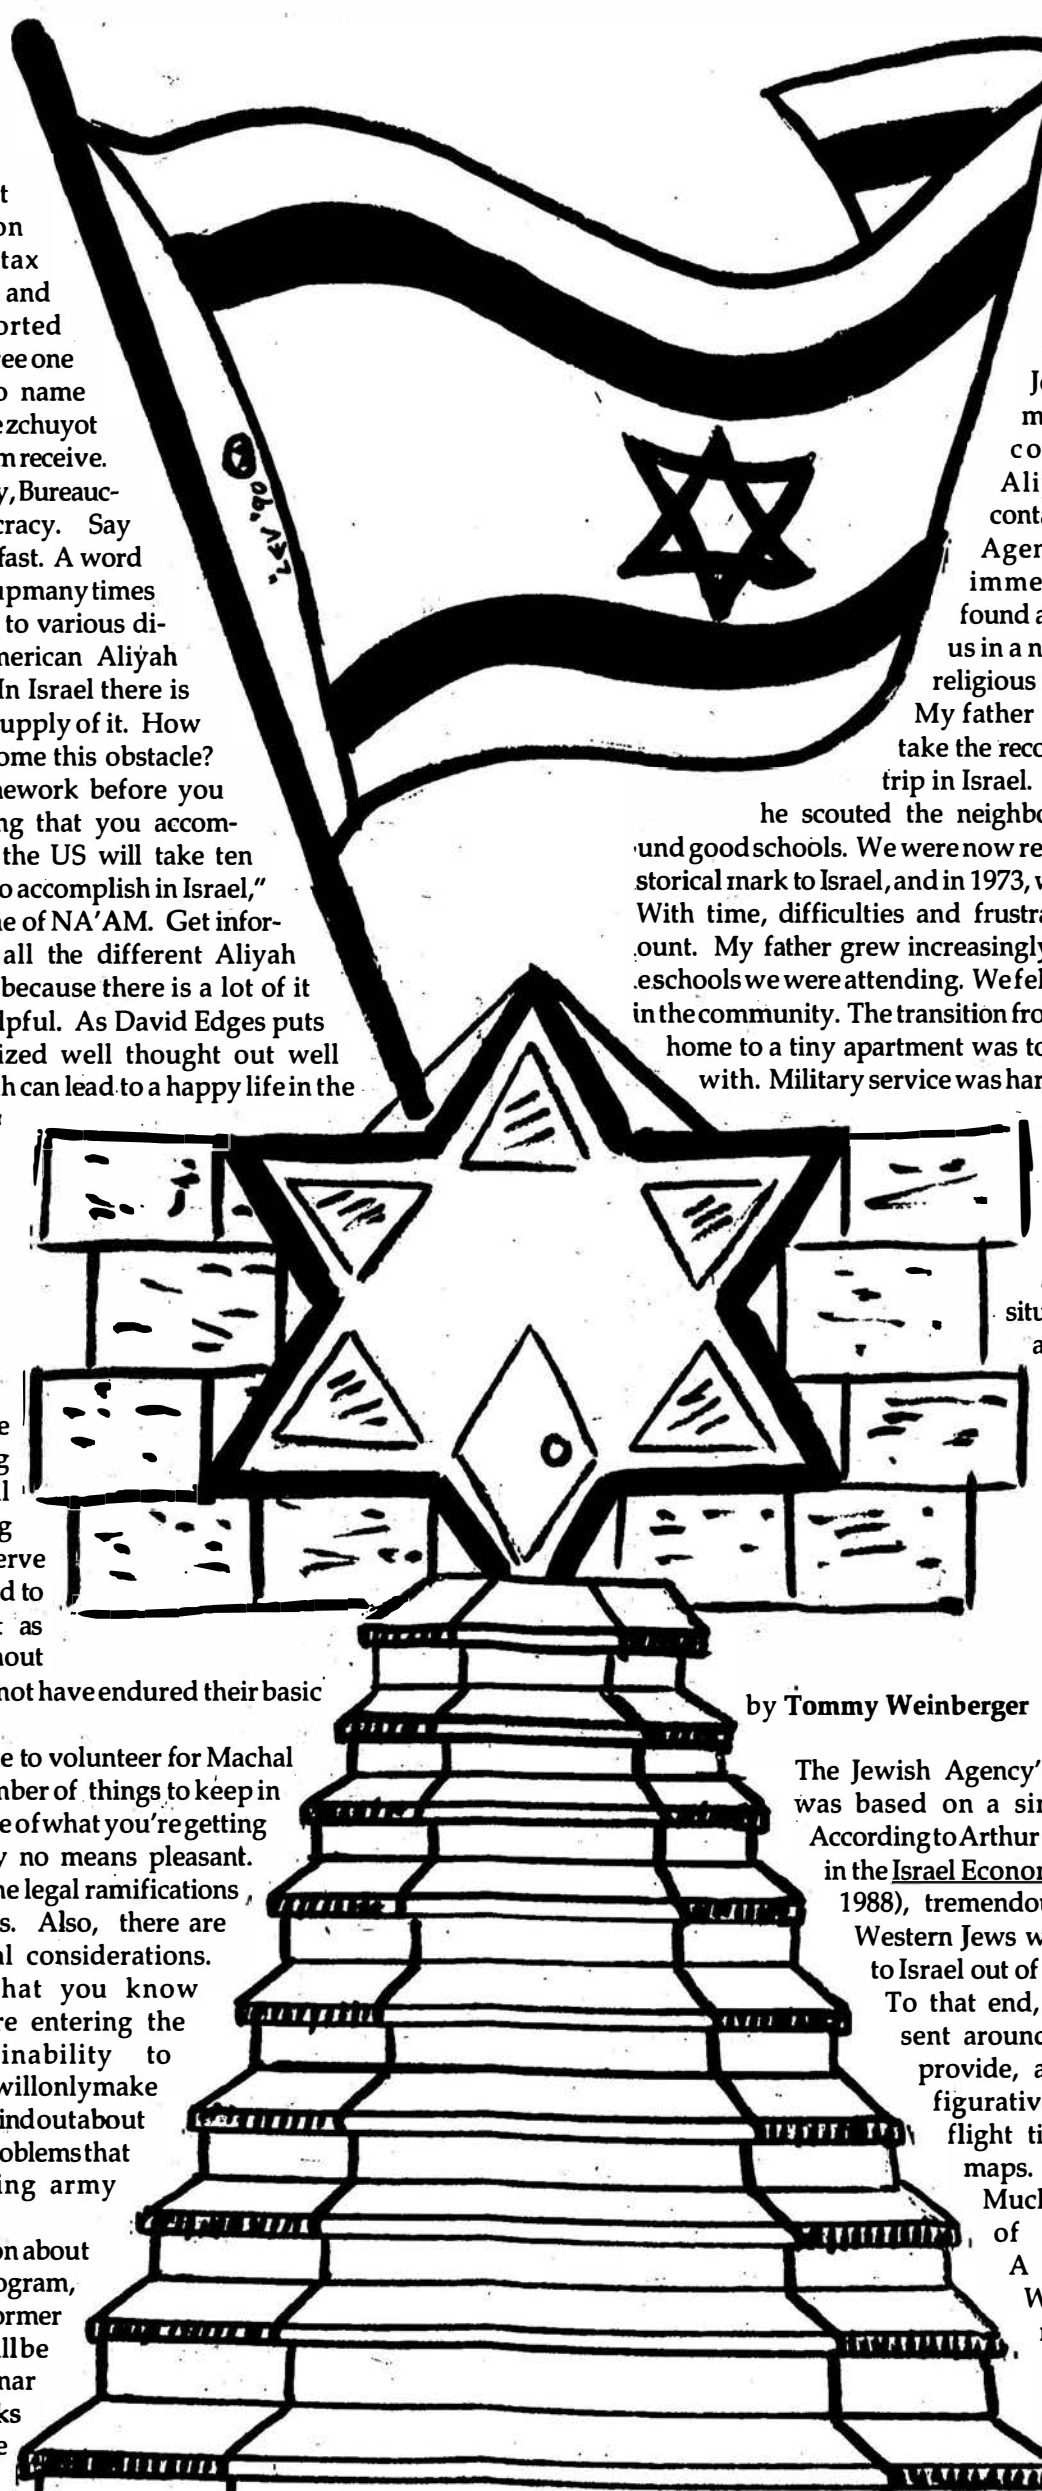 t
on
tax
and
orted
ree one
o name
ezchuyot
m receive.
y, Bureauc-
cracy. Say
fast. A word
up many times
to various di-
merican Aliyah
In Israel there is
upply of it. How
ome this obstacle?
nework before you
ng that you accom-
the US will take ten
o accomplish in Israel,"
ne of NA'AM. Get infor-
all the different Aliyah
because there is a lot of it
lpful. As David Edges puts
ized well thought out well
h can lead to a happy life in the
e
g
l
g
erve
d to
t as
hout
not have endured their basic
e to volunteer for Machal
mber of things to keep in
e of what you're getting
y no means pleasant.
he legal ramifications
s. Also, there are
al considerations.
hat you know
re entering the
inability to
will only make
ind out about
oblems that
ing army
on about
ogram,
ormer
ll be
nar
ks
e
Je
m
co
Ali
conta
Agen
imme
found a
us in a n
religious
My father
take the reco
trip in Israel.
he scouted the neighbo
und good schools. We were now re
storical mark to Israel, and in 1973, w
With time, difficulties and frustra
ount. My father grew increasingly
e schools we were attending. We fel
in the community. The transition fro
home to a tiny apartment was to
with. Military service was har
situ
a
by Tommy Weinberger
The Jewish Agency'
was based on a sin
According to Arthur
in the Israel Econor
1988), tremendou
Western Jews w
to Israel out of
To that end,
sent around
provide, a
figurativ
flight ti
maps.
Much
of
A
W